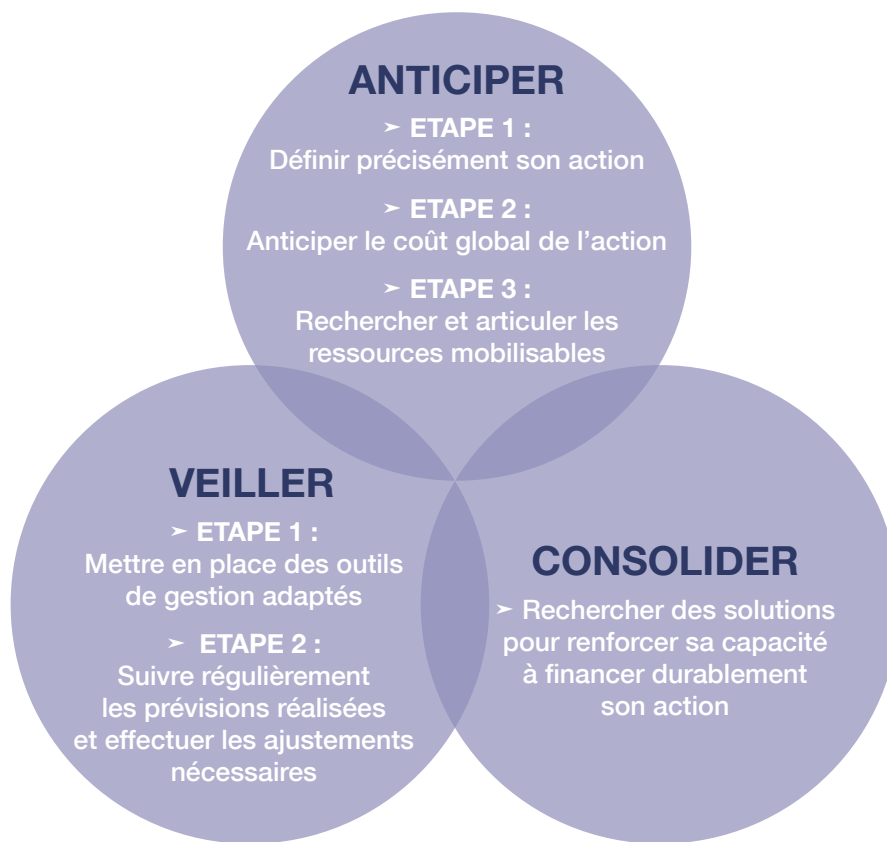 ANTICIPER
➤ ETAPE 1 :
Définir précisément son action
➤ ETAPE 2 :
Anticiper le coût global de l’action
➤ ETAPE 3 :
Rechercher et articuler les
ressources mobilisables
VEILLER
➤ ETAPE 1 :
Mettre en place des outils
de gestion adaptés
➤ ETAPE 2 :
Suivre régulièrement
les prévisions réalisées
et effectuer les ajustements
nécessaires
CONSOLIDER
➤ Rechercher des solutions
pour renforcer sa capacité
à financer durablement
son action